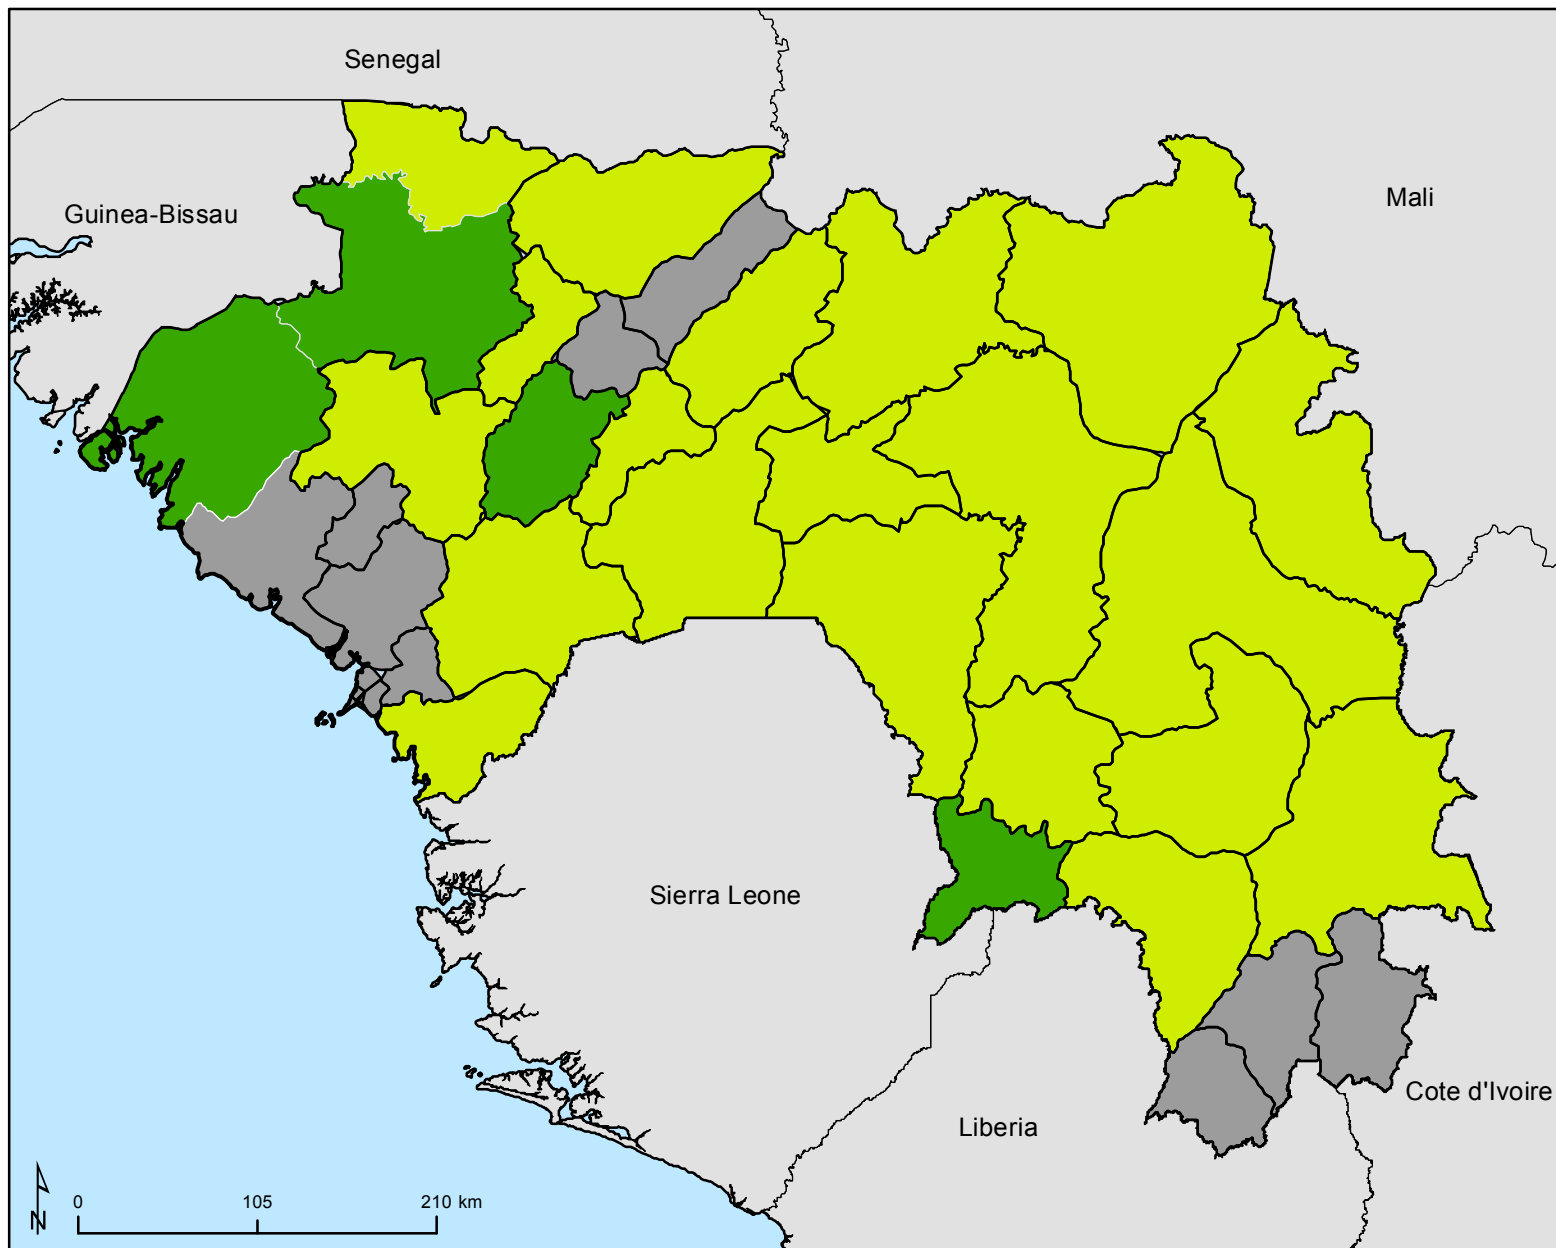 Senegal
Mali
Guinea-Bissau
Sierra Leone
Cote d'Ivoire
Liberia
0 105 210 km
N